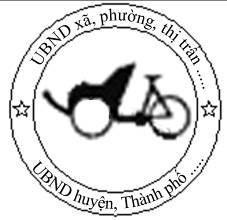 UBND xã, phường, thị trấn .....
UBND huyện, Thành phố .....